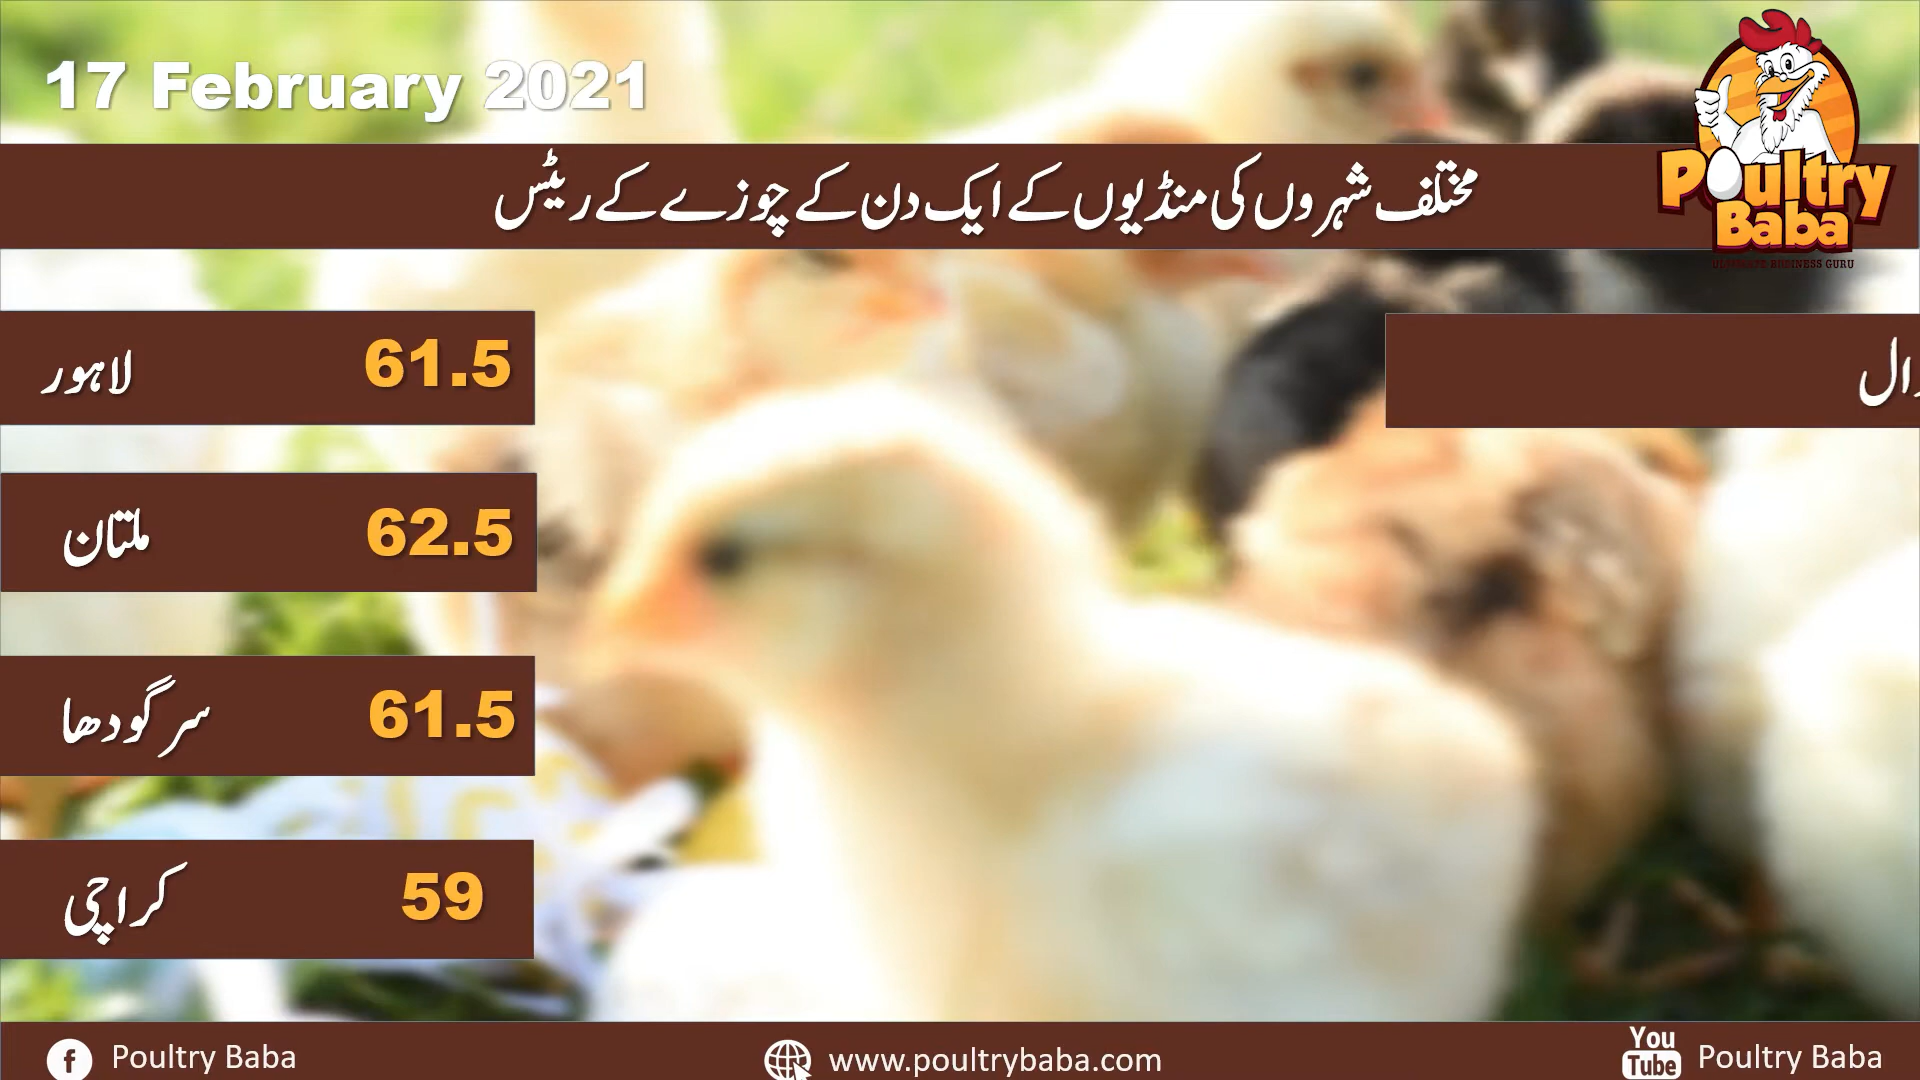 17 February 2021
Poultry
Baba
مختلف شہروں کی منڈیوں کے ایک دن کے چوزے کے ریٹس
لاہور 61.5
ملتان 62.5
سرگودھا 61.5
کراچی 59
Poultry Baba
www.poultrybaba.com
You
Tube
Poultry Baba